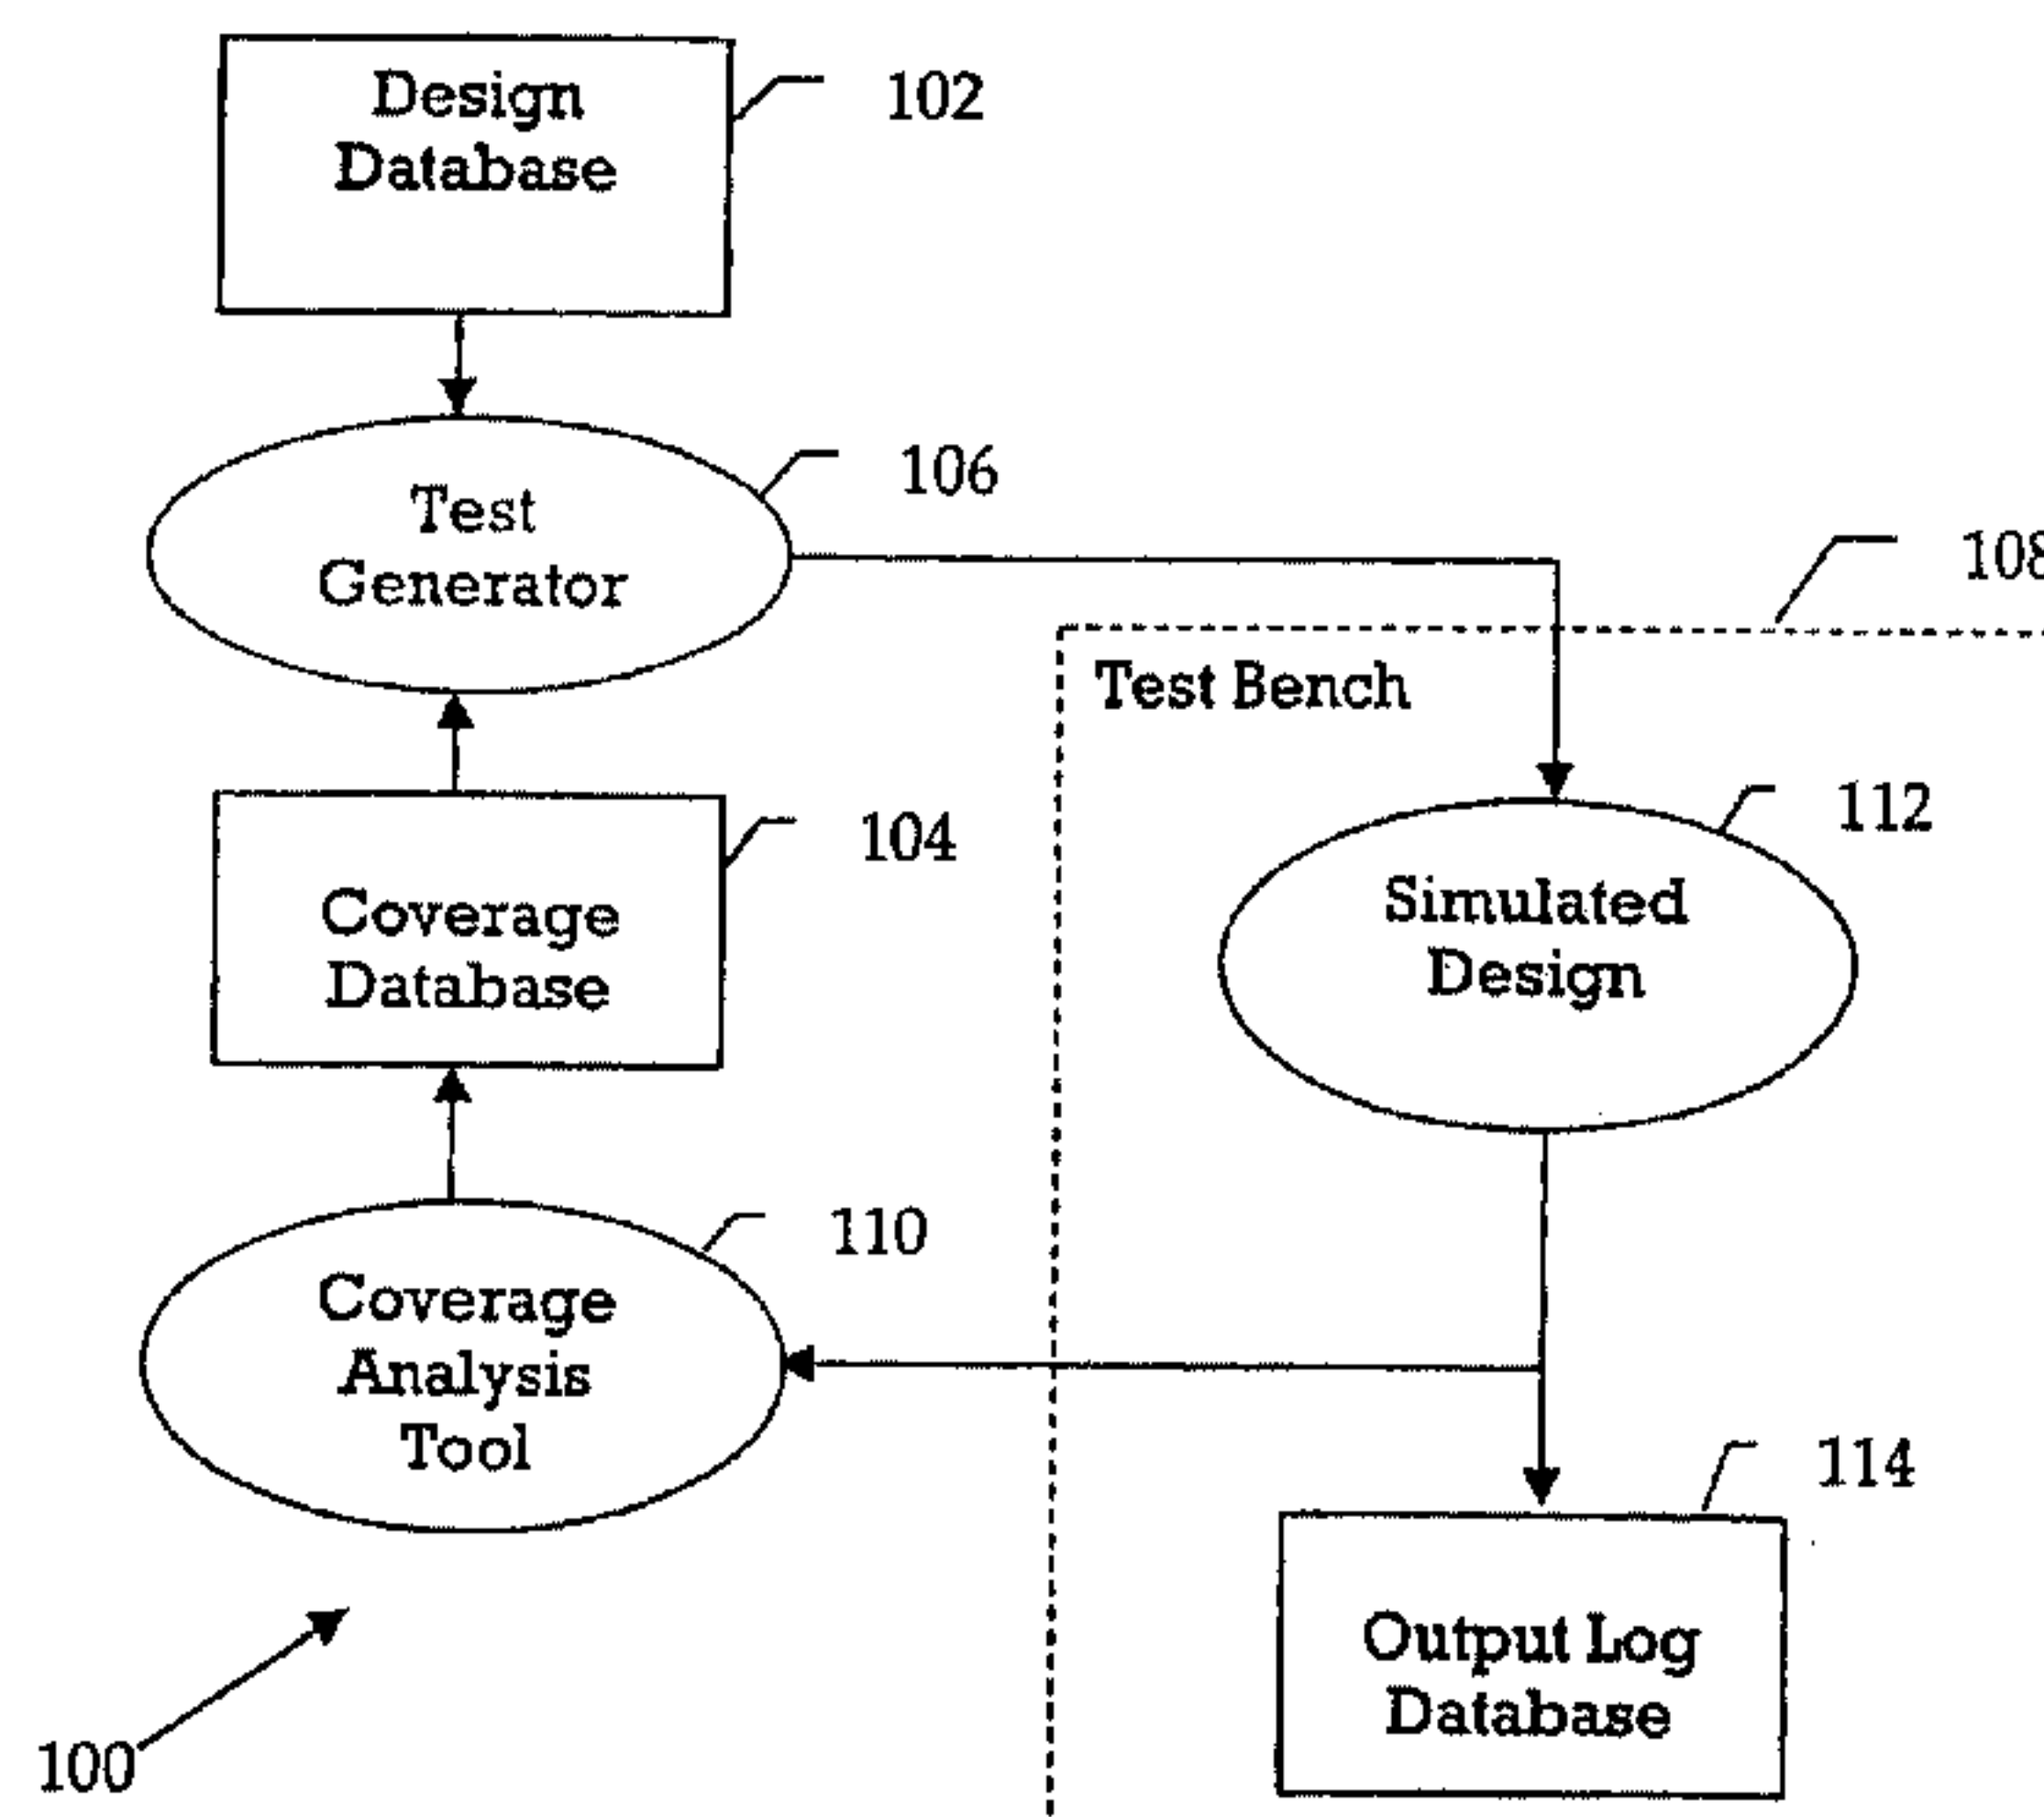 Design
Database
102
Test
Generator
106
108
Test Bench
Coverage
Database
104
Simulated
Design
112
Coverage
Analysis
Tool
110
Output Log
Database
114
100